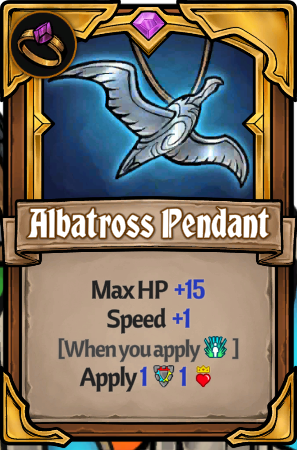 Albatross Pendant
Max HP +15
Speed +1
[When you apply ]
Apply 1 1